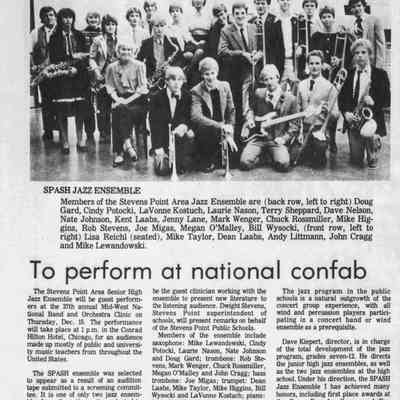 SPASH JAZZ ENSEMBLE
Members of the Stevens Point Area Jazz Ensemble are (back row, left to right) Doug
Gard, Cindy Potocki, LaVonne Kostuch, Laurie Nason, Terry Sheppard, Dave Nelson,
Nate Johnson, Kent Laabs, Jenny Lane, Mark Wenger, Chuck Rossmiller, Mike Hig-
gins, Rob Stevens, Joe Migas, Megan O'Malley, Bill Wysocki, (front row, left to
right) Lisa Reichl (seated), Mike Taylor, Dean Laabs, Andy Littmann, John Cragg
and Mike Lewandowski.
To perform at national confab
The Stevens Point Area Senior High
Jazz Ensemble will be guest perform-
ers at the 37th annual Mid-West Na-
tional Band and Orchestra Clinic on
Thursday, Dec. 15. The performance
will take place at 1 p.m. in the Conrad
Hilton Hotel, Chicago, for an audience
made up mostly of public and universi-
ty music teachers from throughout the
United States.
The SPASH ensemble was selected
to appear as a result of an audition
tape submitted to a screening commit-
tee. It is one of only two jazz ensem-
be the guest clinician working with the
ensemble to present new literature to
the listening audience. Dwight Stevens,
Stevens Point superintendent of
schools, will present remarks on behalf
of the Stevens Point Public Schools.
Members of the ensemble include
saxophone: Mike Lewandowski, Cindy
Potocki, Laurie Nason, Nate Johnson
and Doug Gard; trombone: Rob Ste-
vens, Mark Wenger, Chuck Rossmiller,
Megan O'Malley and John Cragg; bass
trombone: Joe Migas; trumpet: Dean
Laabs, Mike Taylor, Mike Higgins, Bill
Wysocki and LaVonne Kostuch; piano:
The jazz program in the public
schools is a natural outgrowth of the
concert group experience, with all
wind and percussion players partici-
pating in a concert band or wind
ensemble as a prerequisite.
Dave Kiepert, director, is in charge
of the total development of the jazz
program, grades seven-12. He directs
the junior high jazz ensembles, as well
as the two jazz ensembles at the high
school. Under his direction, the SPASH
Jazz Ensemble I has achieved many
honors, including first place awards at